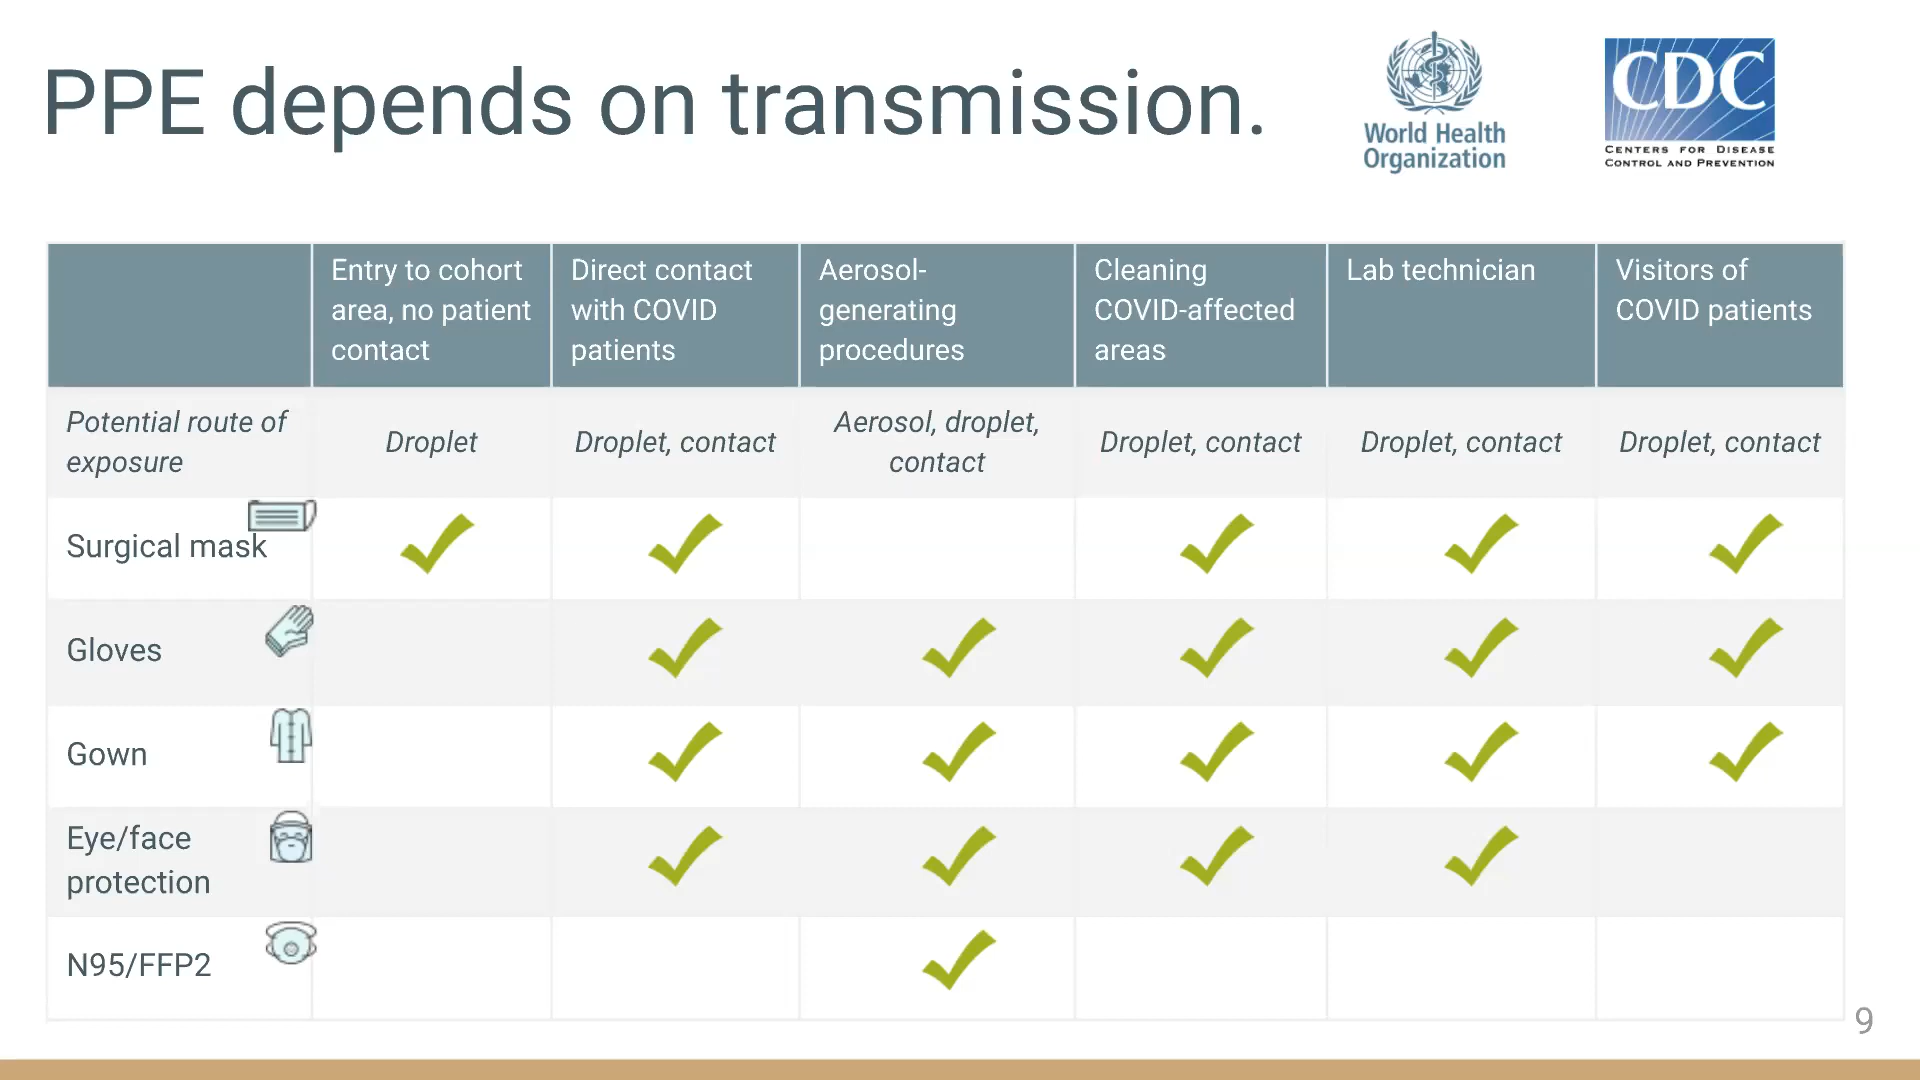 PPE depends on transmission.
World Health
Organization
CDC
CENTERS FOR DISEASE
CONTROL AND PREVENTION
Entry to cohort
area, no patient
contact
Direct contact
with COVID
patients
Aerosol-
generating
procedures
Cleaning
COVID-affected
areas
Lab technician
Visitors of
COVID patients
Potential route of
exposure
Droplet
Droplet, contact
Aerosol, droplet,
contact
Droplet, contact
Droplet, contact
Droplet, contact
Surgical mask
Gloves
Gown
Eye/face
protection
N95/FFP2
9